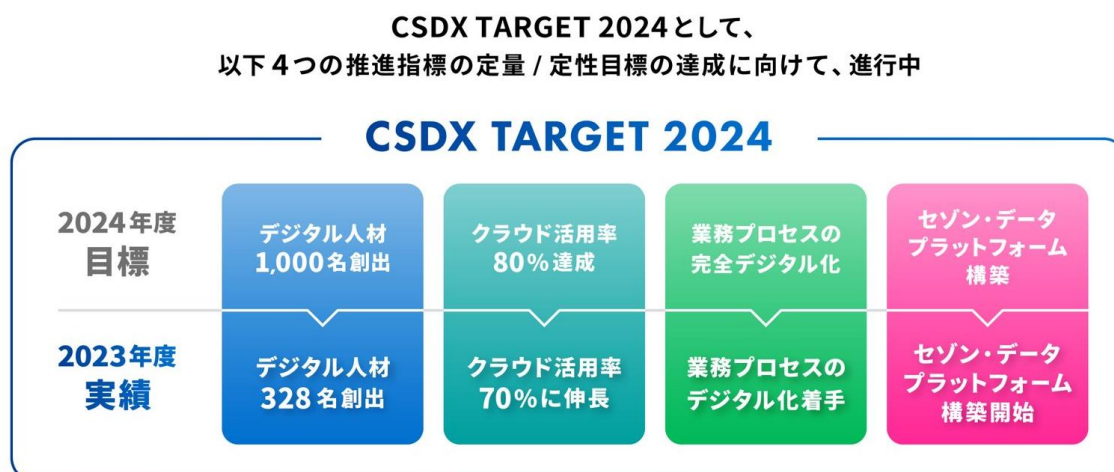 CSDX TARGET 2024として、
以下4つの推進指標の定量 / 定性目標の達成に向けて、進行中
CSDX TARGET 2024
2024年度
目標
デジタル人材
1,000名創出
クラウド活用率
80%達成
業務プロセスの
完全デジタル化
セゾン・データ
プラットフォーム
構築
2023年度
実績
デジタル人材
328名創出
クラウド活用率
70%に伸長
業務プロセスの
デジタル化着手
セゾン・データ
プラットフォーム
構築開始